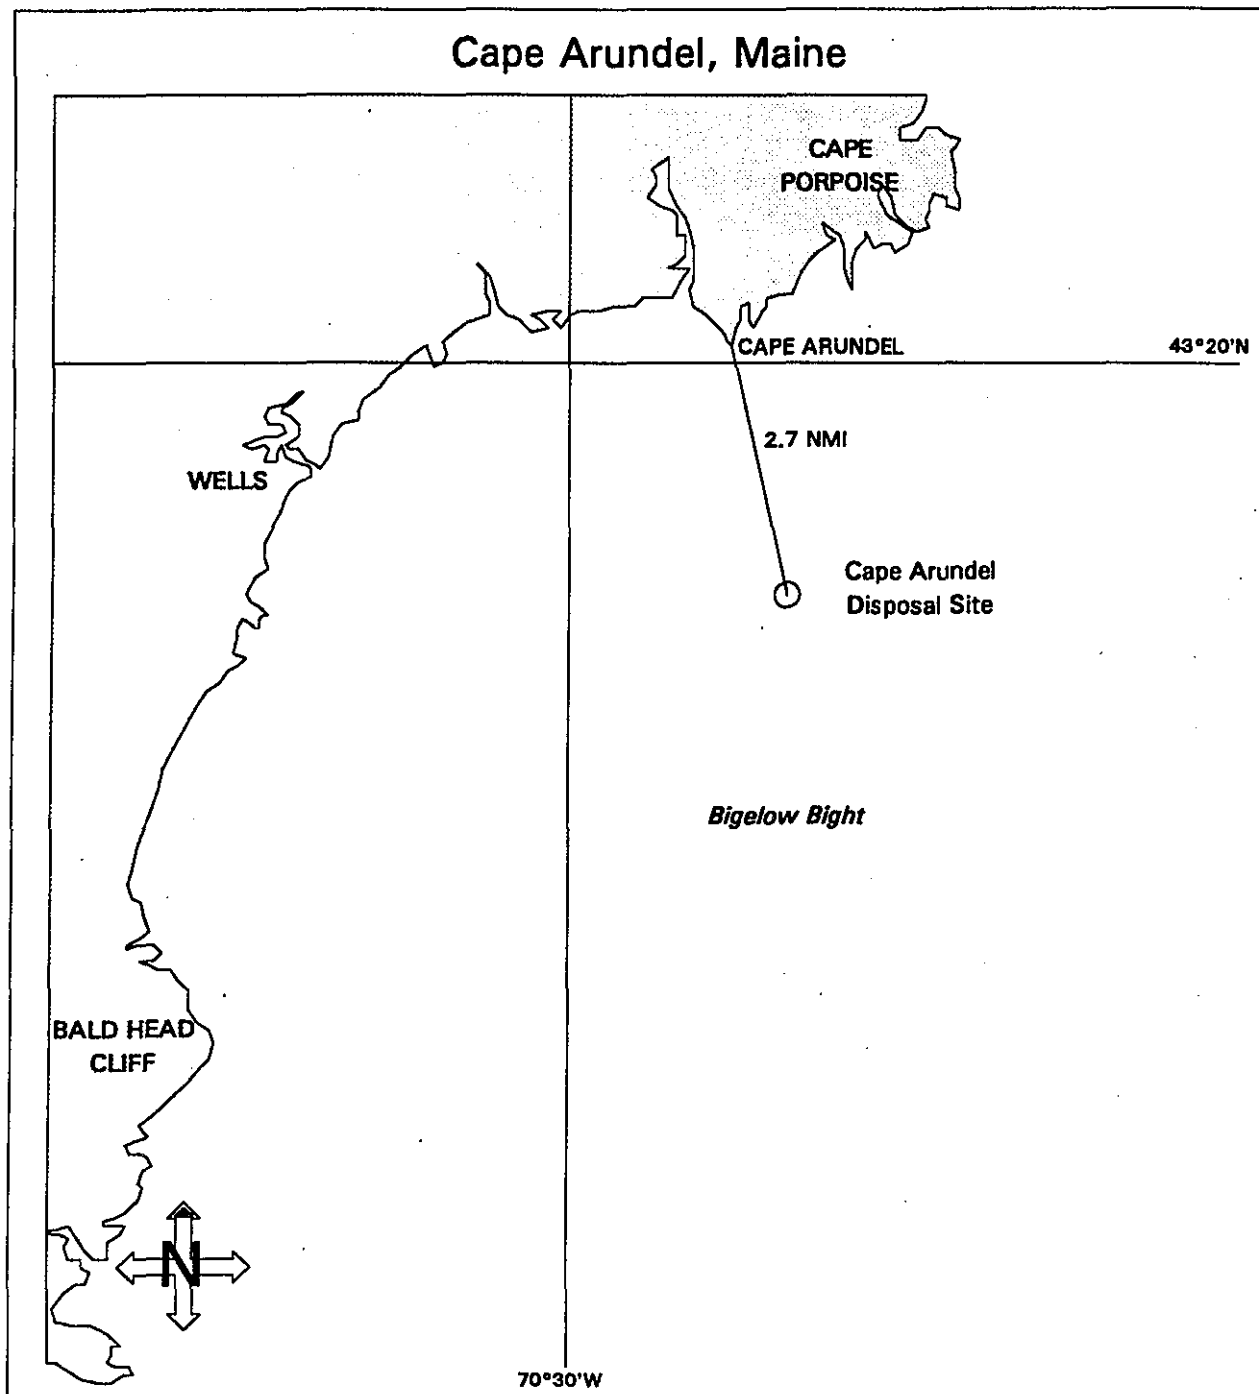 Cape Arundel, Maine
CAPE
PORPOISE
CAPE ARUNDEL
43°20'N
2.7 NMI
WELLS
Cape Arundel
Disposal Site
Bigelow Bight
BALD HEAD
CLIFF
N
70°30'W